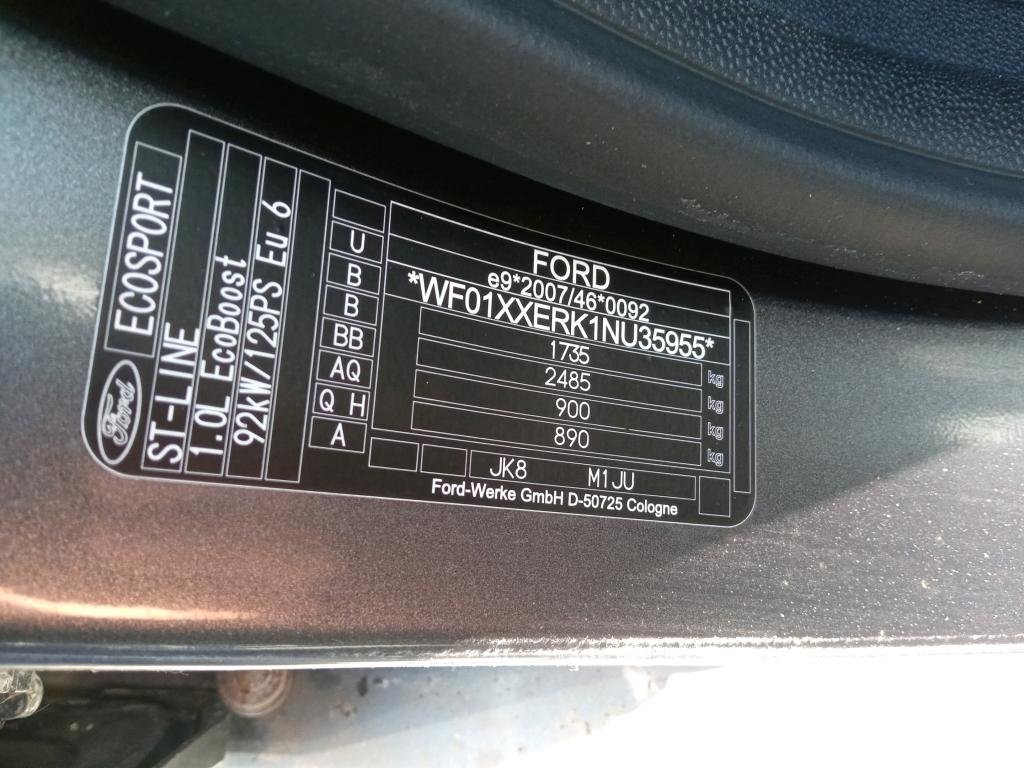 Ford
ECOSPORT
ST-LINE
1.0L EcoBoost
92kW/125PS Eu 6
U
B
B
BB
AQ
Q H
A
FORD
e9*2007/46*0092
*WF01XXERK1NU35955*
1735 kg
2485 kg
900 kg
890 kg
JK8 M1JU
Ford-Werke GmbH D-50725 Cologne